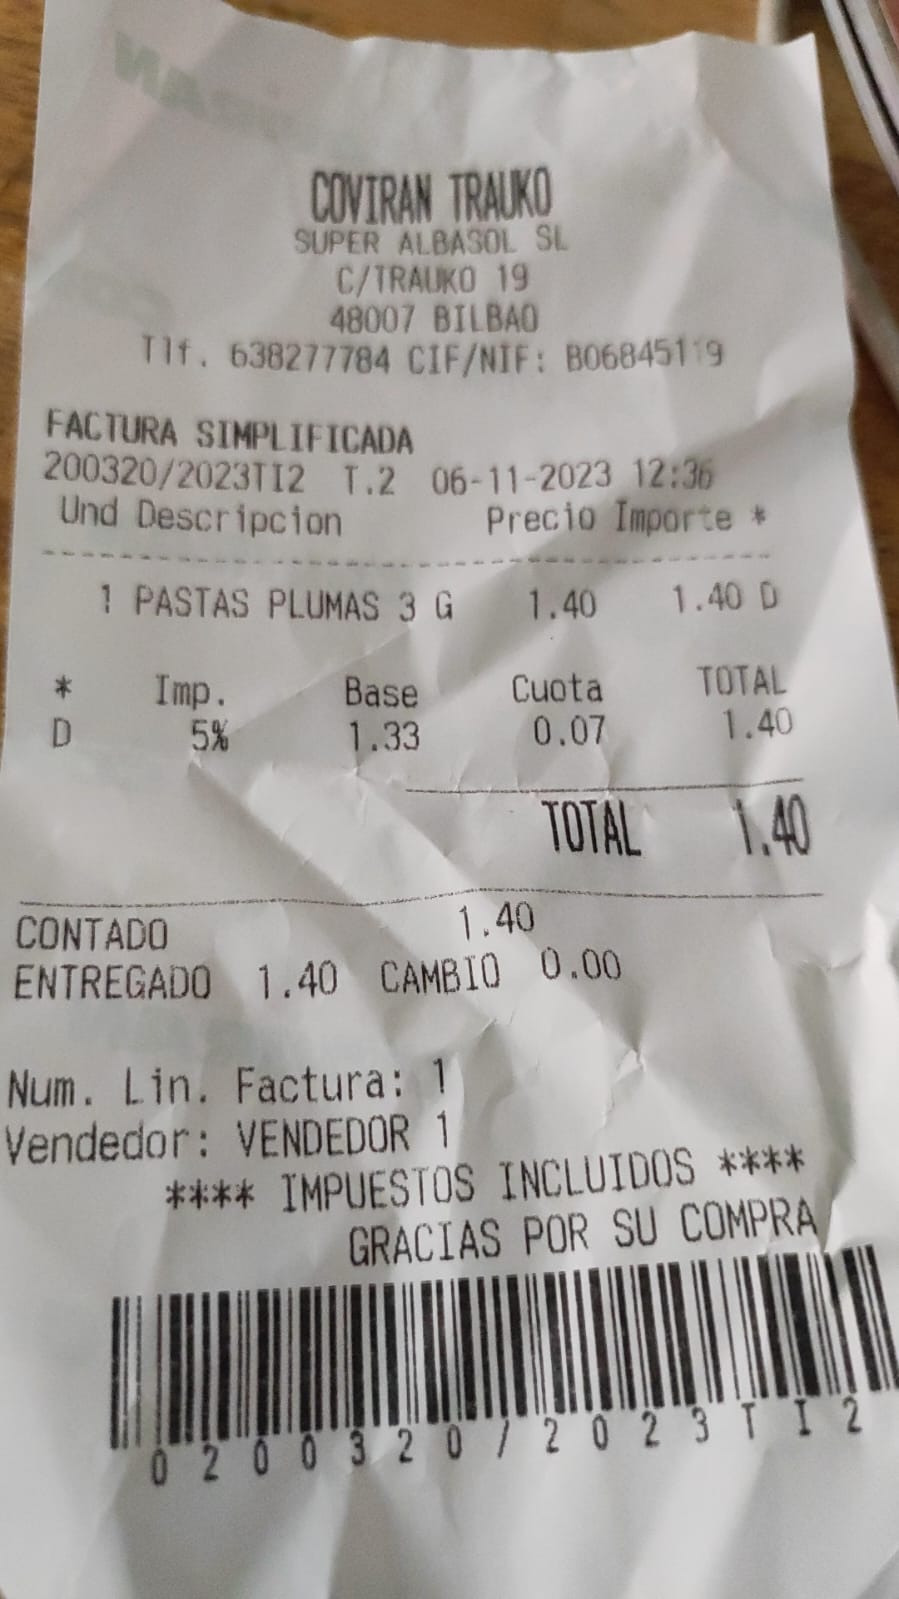 COVIRAN TRAUKO
SUPER ALBASOL SL
C/TRAUKO 19
48007 BILBAO
Tlf. 638277784 CIF/NIF: B06845119
FACTURA SIMPLIFICADA
200320/2023TI2 T.2 06-11-2023 12:36
Und Descripcion Precio Importe *
1 PASTAS PLUMAS 3 G 1.40 1.40 D
* Imp. Base Cuota TOTAL
D 5% 1.33 0.07 1.40
TOTAL 1.40
CONTADO 1.40
ENTREGADO 1.40 CAMBIO 0.00
Num. Lin. Factura: 1
Vendedor: VENDEDOR 1
**** IMPUESTOS INCLUIDOS ****
GRACIAS POR SU COMPRA
0200320/2023TI2